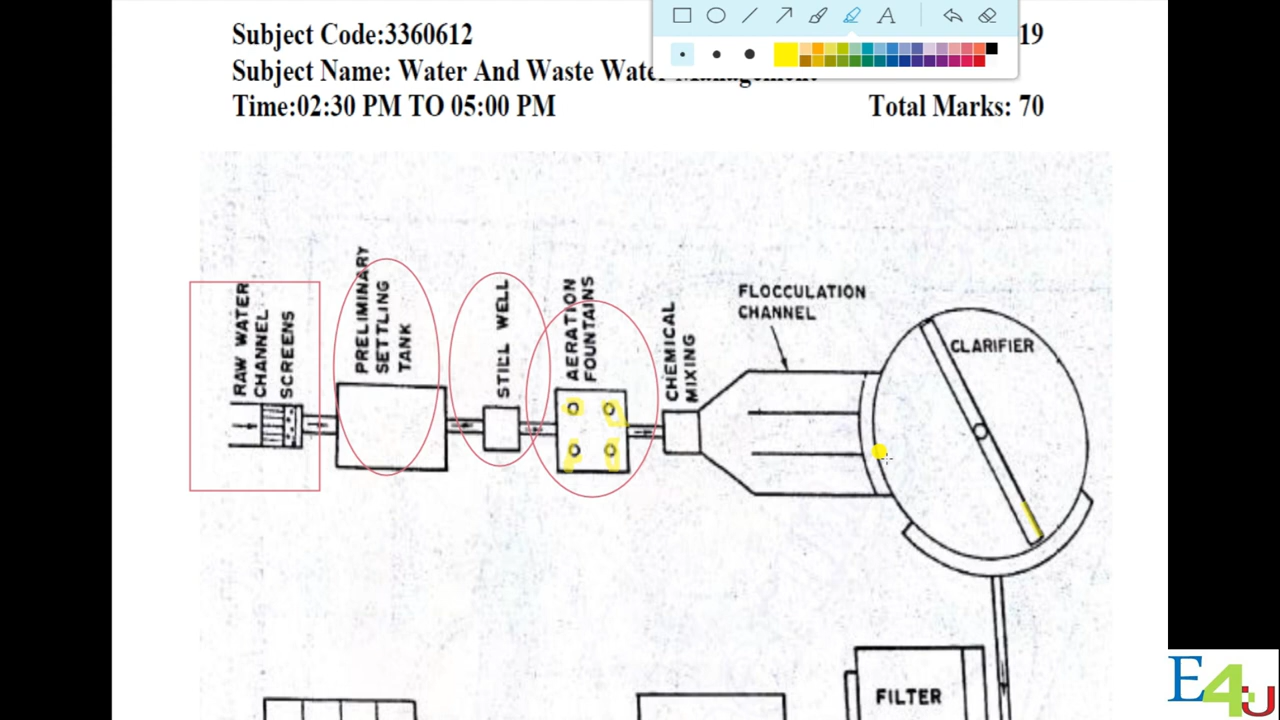 Subject Code:3360612
19
Subject Name: Water And Waste Water Management
Time:02:30 PM TO 05:00 PM
Total Marks: 70
RAW WATER
CHANNEL
SCREENS
PRELIMINARY
SETTLING
TANK
STILL WELL
AERATION
FOUNTAINS
CHEMICAL
MIXING
FLOCCULATION
CHANNEL
CLARIFIER
FILTER
A
E4U